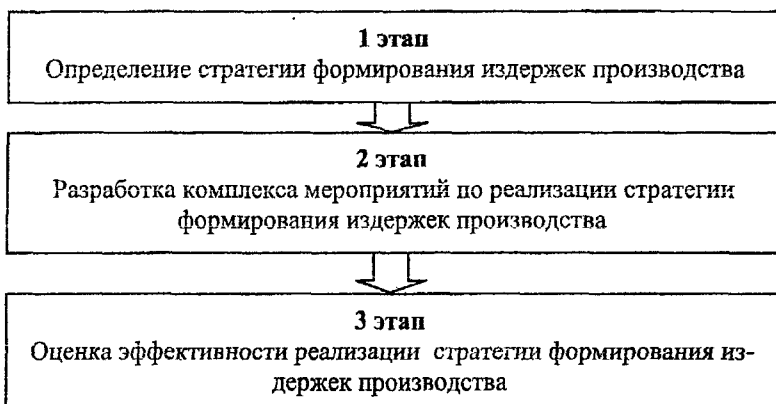 1 этап
Определение стратегии формирования издержек производства
2 этап
Разработка комплекса мероприятий по реализации стратегии
формирования издержек производства
3 этап
Оценка эффективности реализации стратегии формирования из-
держек производства